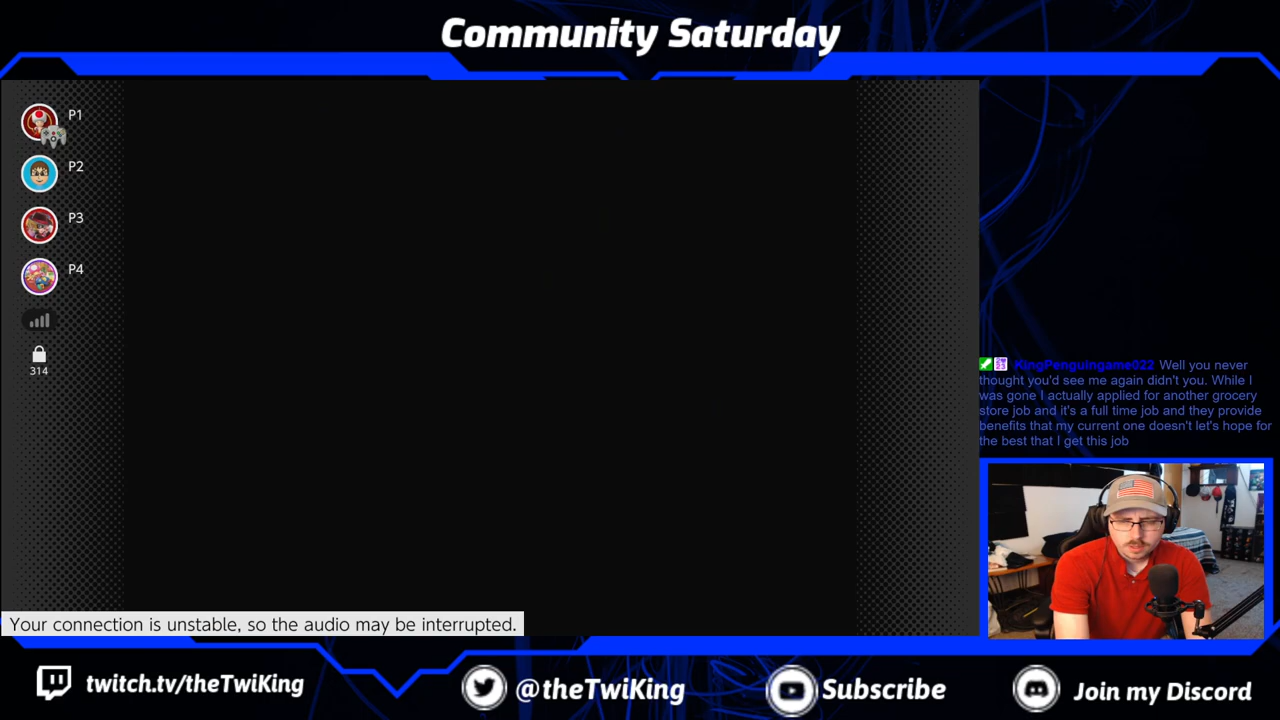 Community Saturday
P1
P2
P3
P4
314
KingPenguingame022 Well you never
thought you'd see me again didn't you. While I
was gone I actually applied for another grocery
store job and it's a full time job and they provide
benefits that my current one doesn't let's hope for
the best that I get this job
Your connection is unstable, so the audio may be interrupted.
twitch.tv/theTwiKing
@theTwiKing
Subscribe
Join my Discord